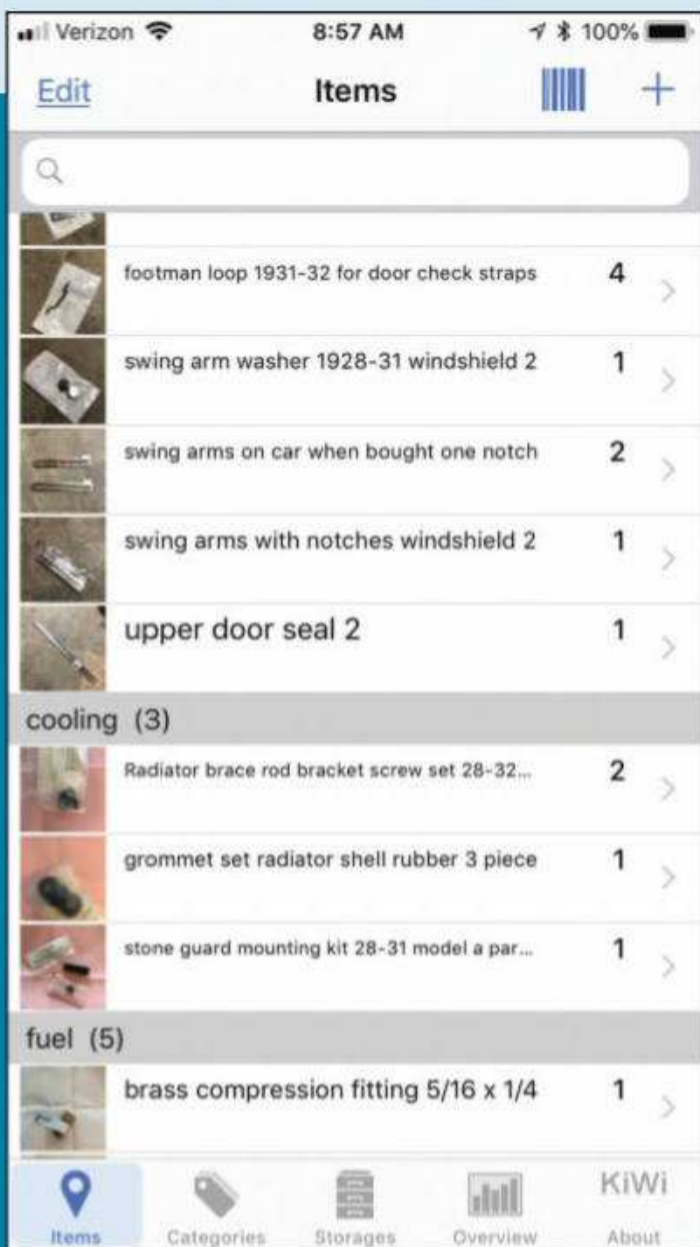 Verizon 8:57 AM 100%
Edit Items
footman loop 1931-32 for door check straps 4
swing arm washer 1928-31 windshield 2 1
swing arms on car when bought one notch 2
swing arms with notches windshield 2 1
upper door seal 2 1
cooling (3)
Radiator brace rod bracket screw set 28-32... 2
grommet set radiator shell rubber 3 piece 1
stone guard mounting kit 28-31 model a par... 1
fuel (5)
brass compression fitting 5/16 x 1/4 1
KiWi
Items Categories Storages Overview About